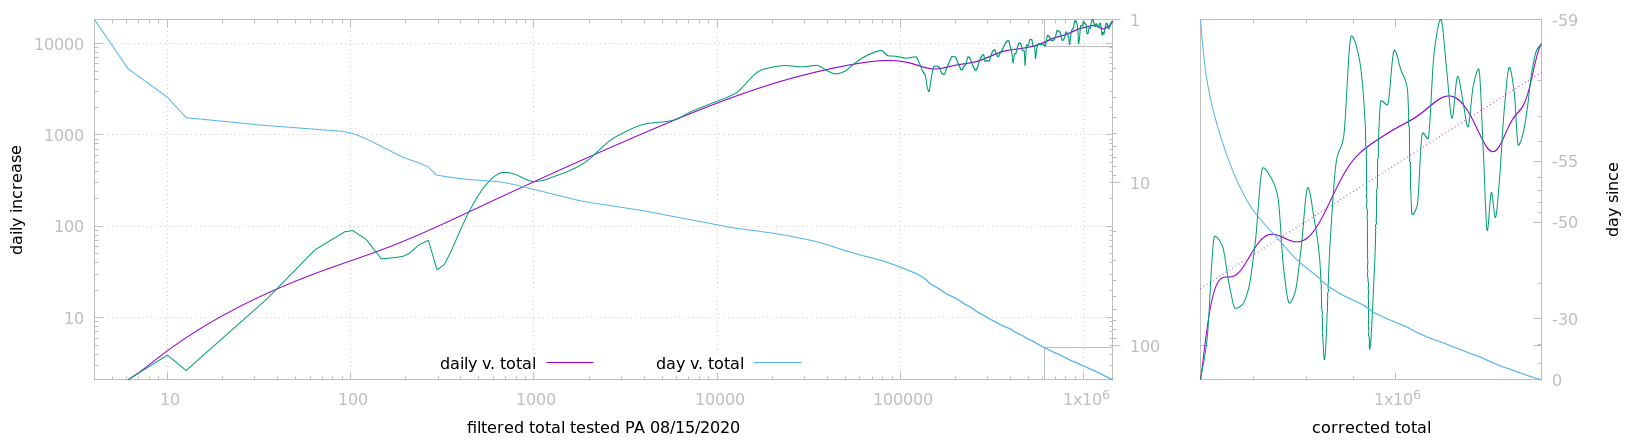 10000
1000
100
10
daily increase
10
100
1000
10000
100000
1x10^6
1
10
100
daily v. total
day v. total
filtered total tested PA 08/15/2020
-59
-55
-50
-30
0
day since
1x10^6
corrected total